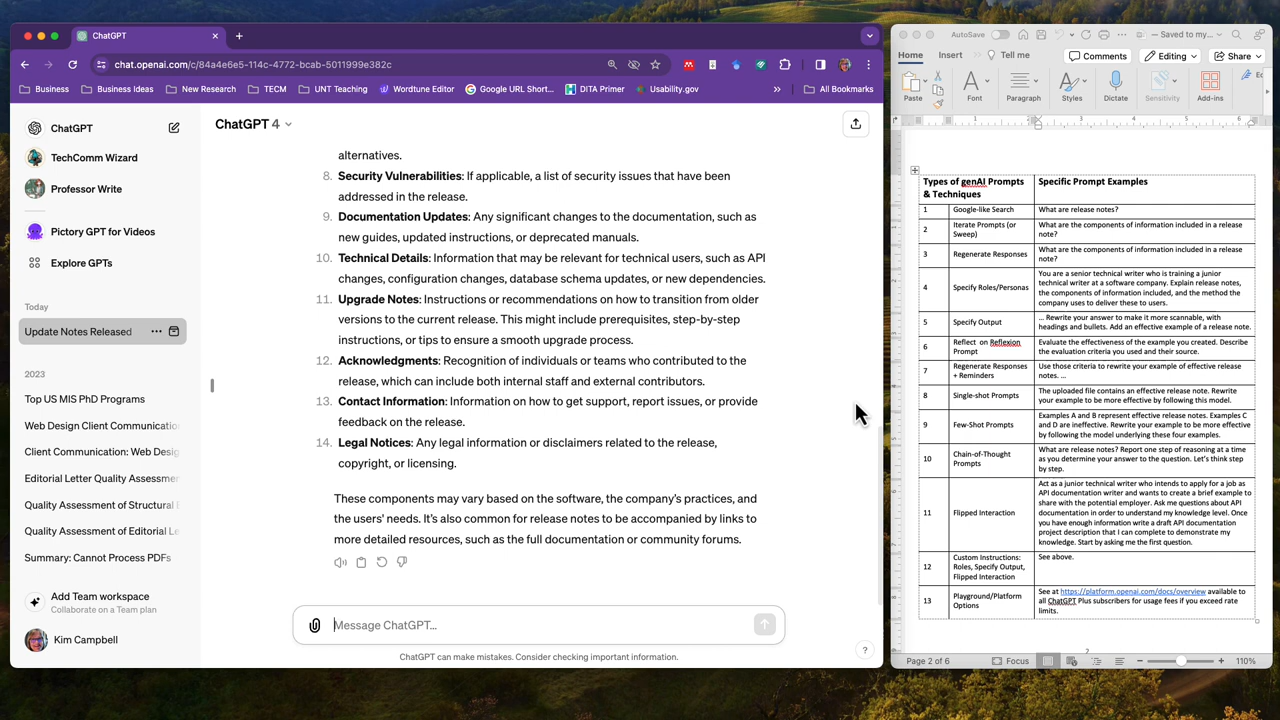 ChatGPT
chat.openai.com/c/844e6e5-114c-4772-bcab-5011999e382c
Business
Business Ideas
New Research
TECM
UH Teaching
Wordtune Editor
Google URL Short...
HTA Primer
Usability.gov
All Bookmarks
ChatGPT
TechComm Wizard
Professor Write
Pictory GPT for Videos
Explore GPTs
Today
Update Notes Released
2023
Top US MIS PhD Programs
Web Design Client Communication
Client Communication: Web Desig
Editorial Letter Quality Assessmen
Quality Assessment of Structural E
Quality Assessment of Editorial Le
Summary: Cannot Process PDFs
Add Team workspace
Collaborate on a Team plan
Kim Campbell
ChatGPT 4
alternatives.
8. Security Vulnerabilities: If applicable, a list of security issues that have been
addressed in the release.
9. Documentation Updates: Any significant changes to the documentation, such as
new guides, updated instructions, or deprecated manuals.
10. Technical Details: Information that may be relevant for technical users, such as API
changes, configuration changes, database schema updates, or new dependencies.
11. Upgrade Notes: Instructions or recommendations on how to transition from older
versions to the current release. This might include prerequisites, step-by-step
instructions, or tips to ensure a smooth upgrade process.
12. Acknowledgments: Recognition of individuals or teams who contributed to the
release, which can include both internal staff and external contributors.
13. Contact Information: Information on how to get support, report issues, or provide
feedback on the release.
14. Legal Notices: Any legal information or disclaimers related to the release,
copyright, or licensing.
These components may vary based on the software, the company's practices, and
the users' needs. It's also common for release notes to be accompanied by links to
more detailed resources, such as the full documentation or community forums.
Message ChatGPT...
ChatGPT can make mistakes. Consider checking important information.
?
AutoSave
— Saved to my...
Home
Insert
Tell me
Comments
Editing
Share
Paste
Font
Paragraph
Styles
Dictate
Sensitivity
Add-ins
Types of genAI Prompts
& Techniques
Specific Prompt Examples
1 Google-like Search What are release notes?
2 Iterate Prompts (or
Sweep)
What are the components of information included in a release
note?
3 Regenerate Responses
What are the components of information included in a release
note?
4 Specify Roles/Personas
You are a senior technical writer who is training a junior
technical writer at a software company. Explain release notes,
the components of information included, and the method the
company uses to deliver these to users.
5 Specify Output
... Rewrite your answer to make it more scannable, with
headings and bullets. Add an effective example of a release note.
6 Reflect on Reflexion
Prompt
Evaluate the effectiveness of the example you created. Describe
the evaluation criteria you used and their source.
7 Regenerate Responses
+ Reminders
Use those criteria to rewrite your example of effective release
notes. ...
8 Single-shot Prompts
The uploaded file contains an effective release note. Rewrite
your example to be more effective by following this model.
9 Few-Shot Prompts
Examples A and B represent effective release notes. Examples C
and D are ineffective. Rewrite your example to be more effective
by following the model underlying these four examples.
10 Chain-of-Thought
Prompts
What are release notes? Report one step of reasoning at a time
as you determine your answer to the question. Let's think step
by step.
11 Flipped Interaction
Act as a junior technical writer who intends to apply for a job as
API documentation writer and wants to create a brief example to
share with the potential employer. Ask me questions about API
documentation in order to understand my knowledge level. Once
you have enough information write a draft API documentation
project description that I can complete to demonstrate my
knowledge. Start by asking me the first question.
12 Custom Instructions:
Roles, Specify Output,
Flipped Interaction
See above.
13 Playground/Platform
Options
See at https://platform.openai.com/docs/overview available to
all ChatGPT Plus subscribers for usage fees if you exceed rate
limits.
2
Page 2 of 6
Focus
110%